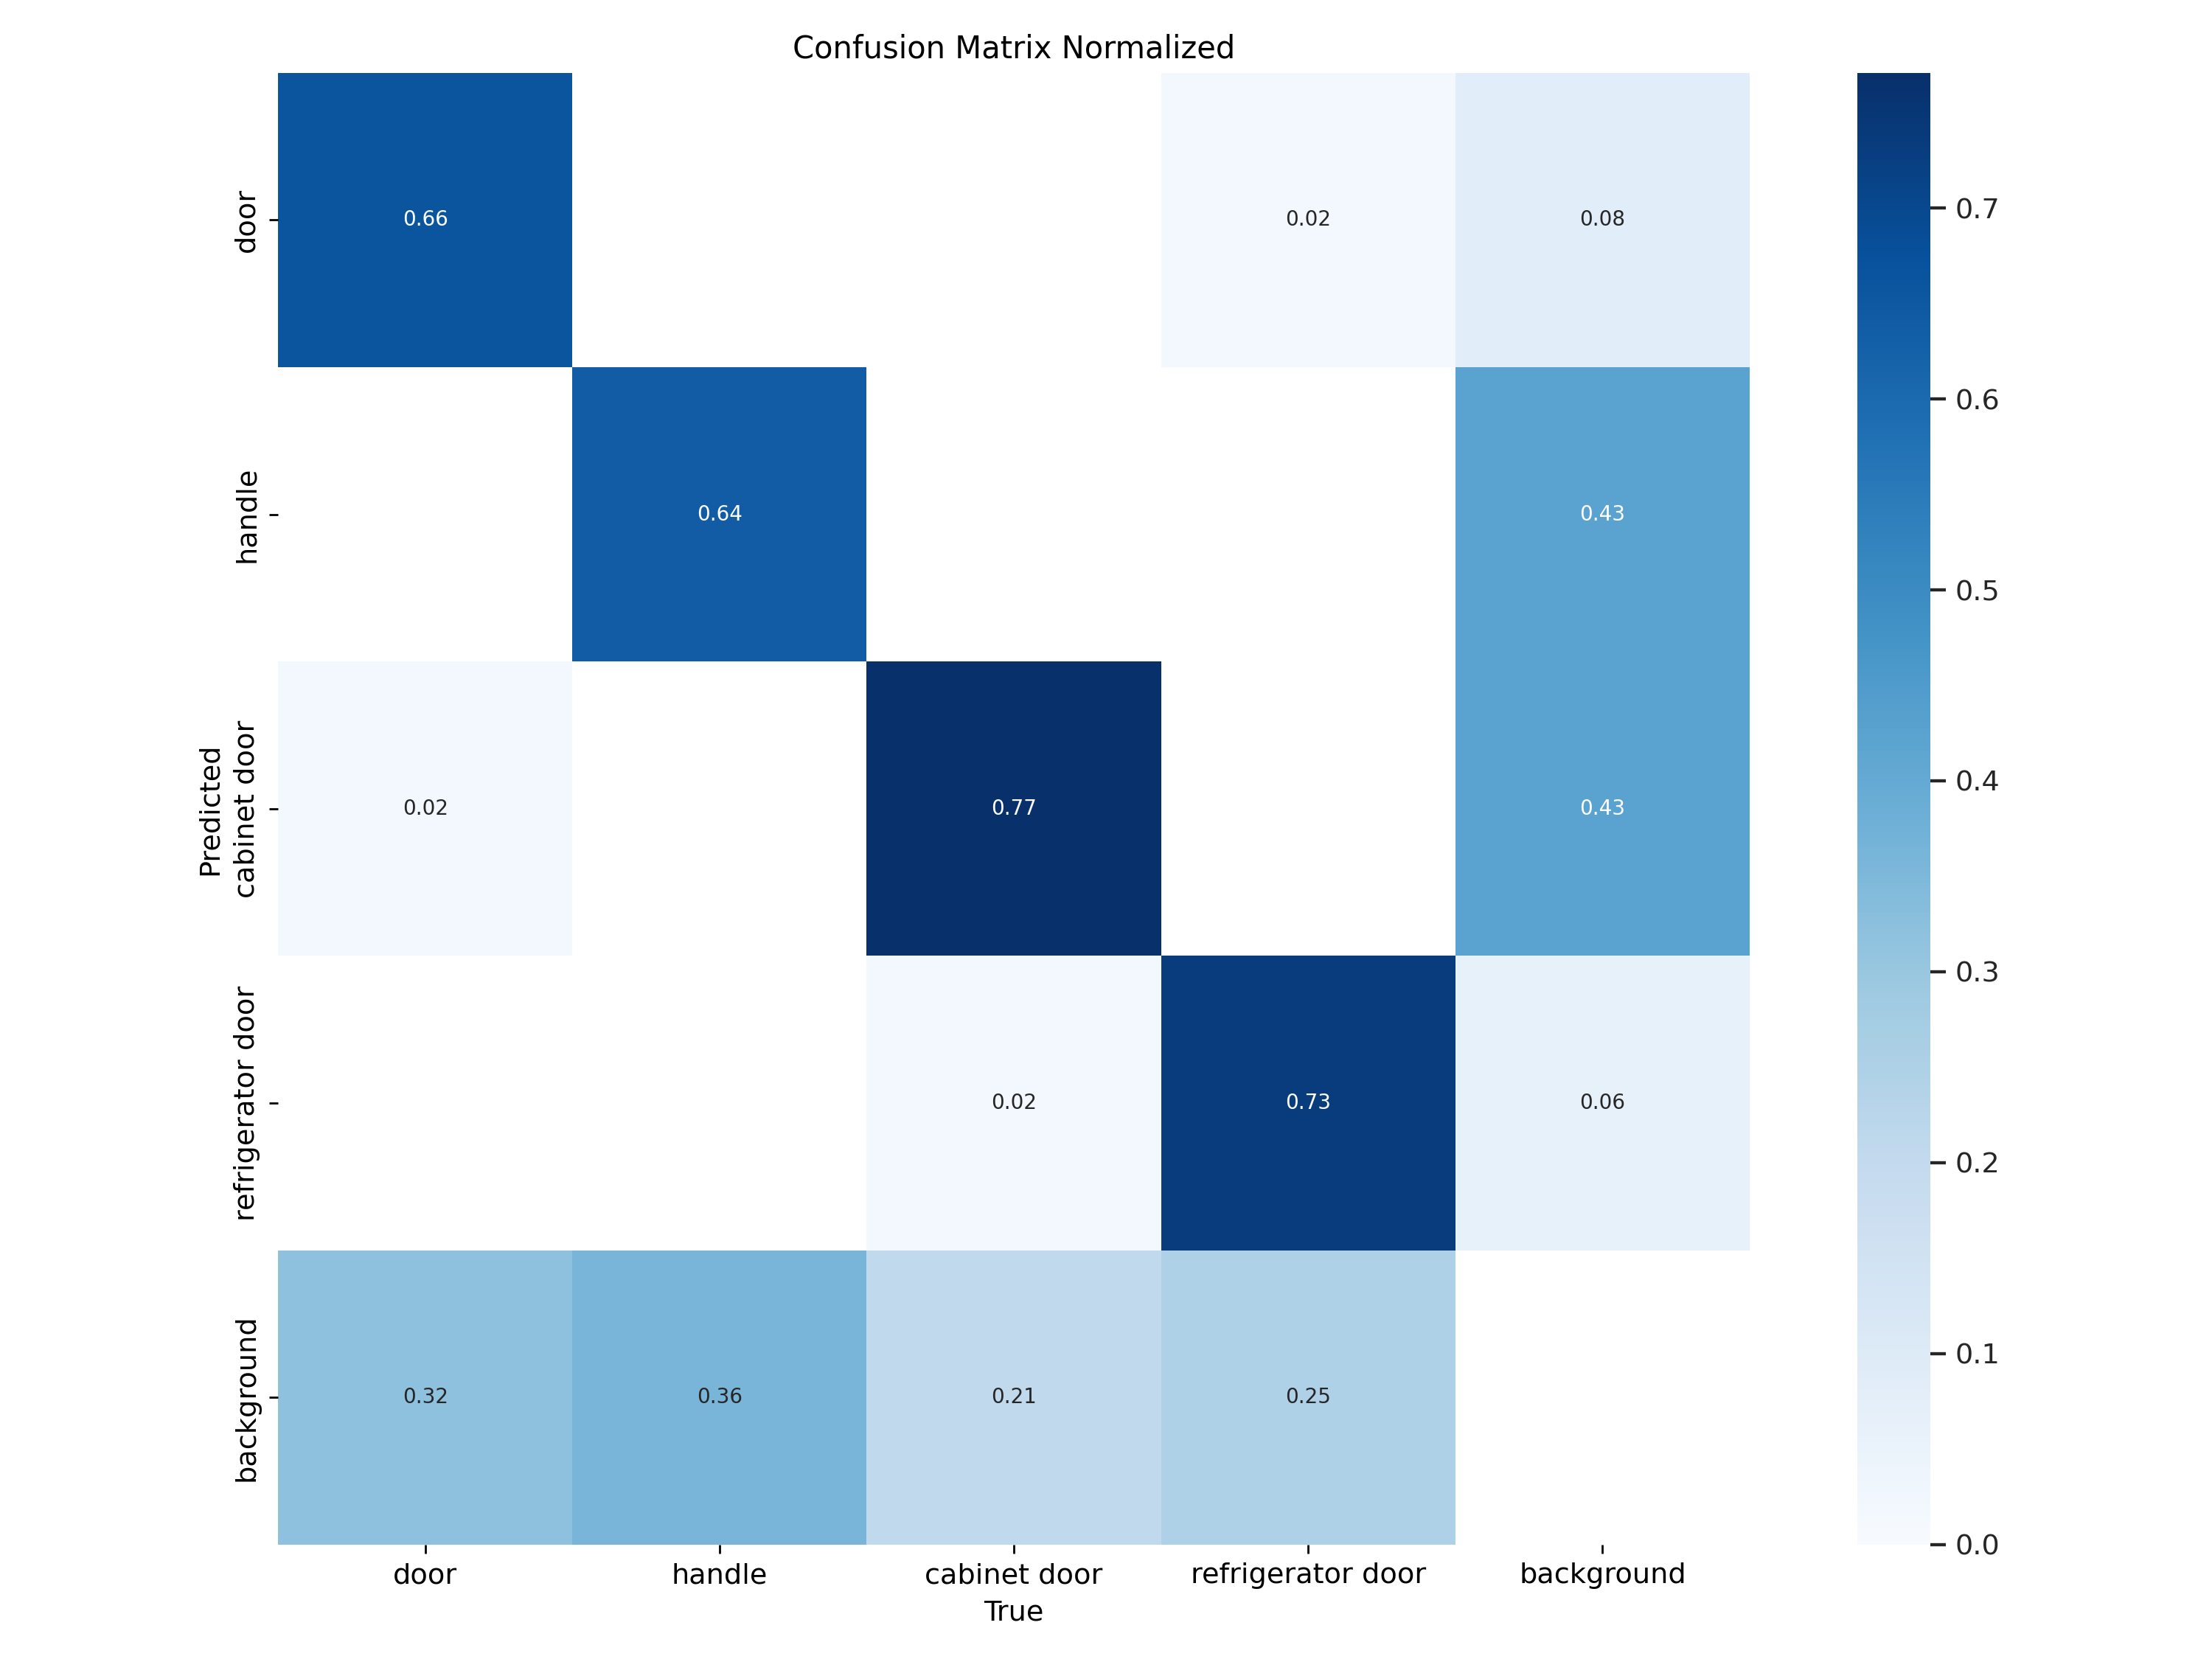 Confusion Matrix Normalized
Predicted
door
handle
cabinet door
refrigerator door
background
0.66
0.02
0.08
0.64
0.43
0.02
0.77
0.43
0.02
0.73
0.06
0.32
0.36
0.21
0.25
door
handle
cabinet door
refrigerator door
background
True
0.7
0.6
0.5
0.4
0.3
0.2
0.1
0.0